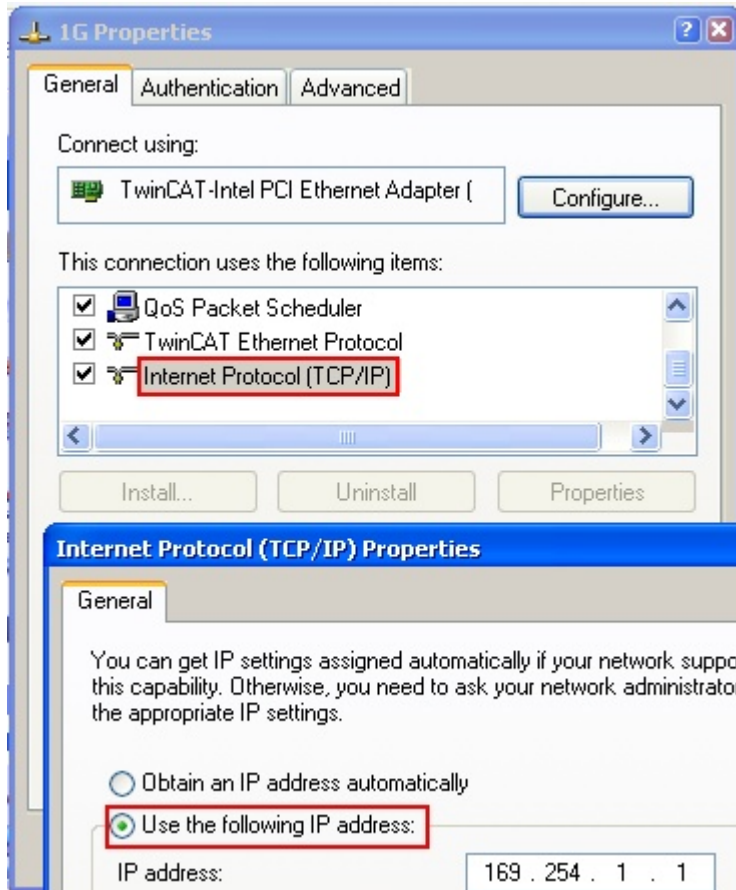 1G Properties
General Authentication Advanced
Connect using:
TwinCAT-Intel PCI Ethernet Adapter (
Configure...
This connection uses the following items:
QoS Packet Scheduler
TwinCAT Ethernet Protocol
Internet Protocol (TCP/IP)
Install... Uninstall Properties
Internet Protocol (TCP/IP) Properties
General
You can get IP settings assigned automatically if your network suppo
this capability. Otherwise, you need to ask your network administrator
the appropriate IP settings.
Obtain an IP address automatically
Use the following IP address:
IP address: 169 . 254 . 1 . 1